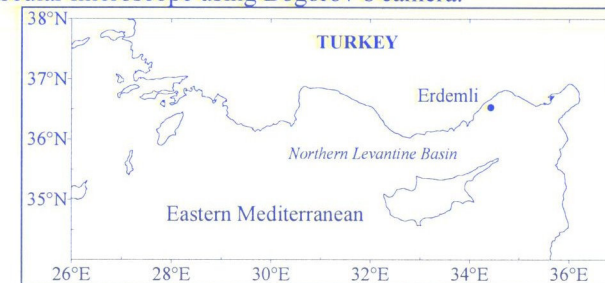 38°N
TURKEY
37°N
Erdemli
36°N
Northern Levantine Basin
35°N
Eastern Mediterranean
26°E 28°E 30°E 32°E 34°E 36°E